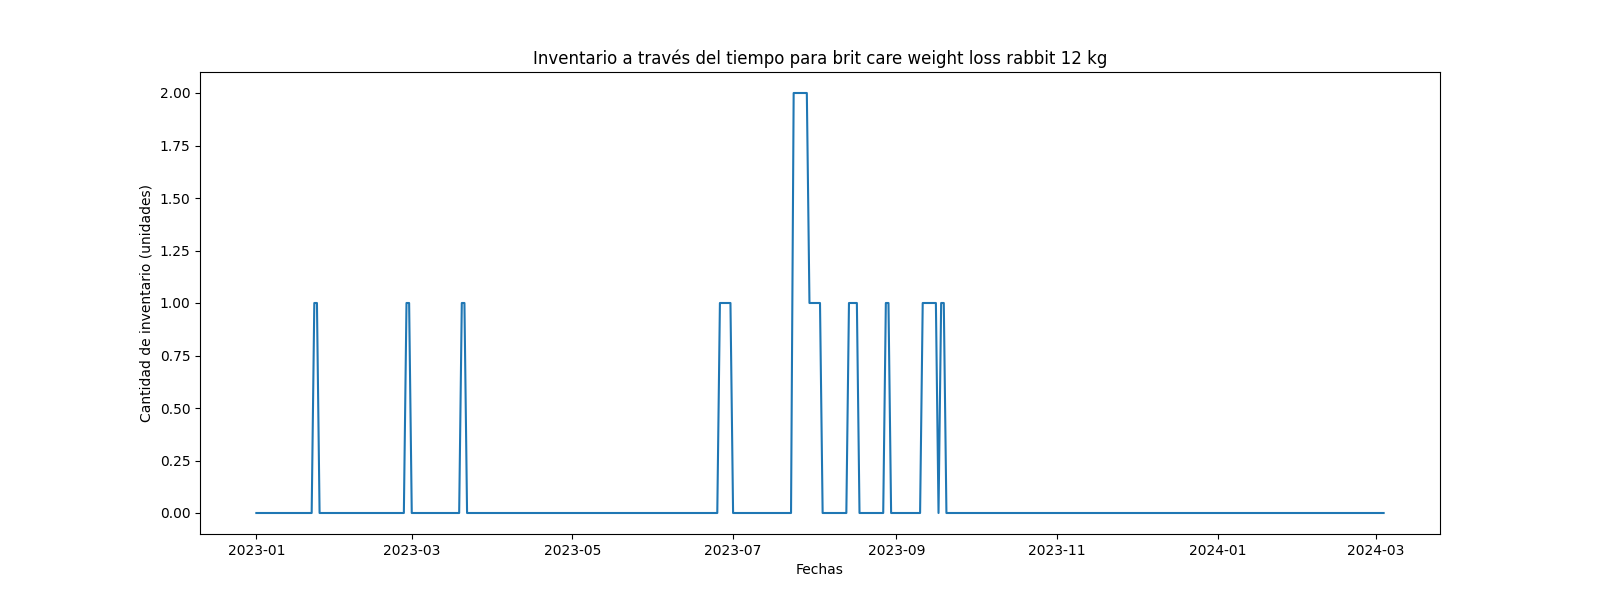 Inventario a través del tiempo para brit care weight loss rabbit 12 kg
Cantidad de inventario (unidades)
2.00
1.75
1.50
1.25
1.00
0.75
0.50
0.25
0.00
2023-01 2023-03 2023-05 2023-07 2023-09 2023-11 2024-01 2024-03
Fechas